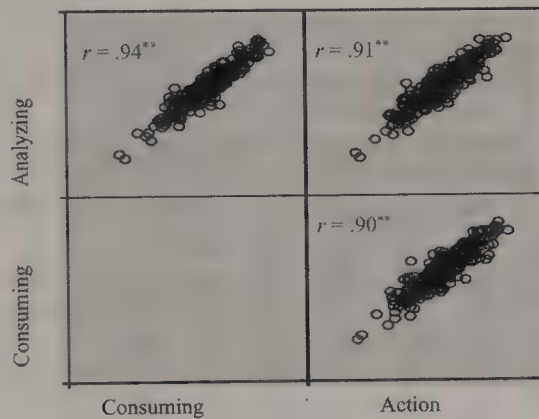 r = .94**
r = .91**
Analyzing
r = .90**
Consuming
Consuming
Action